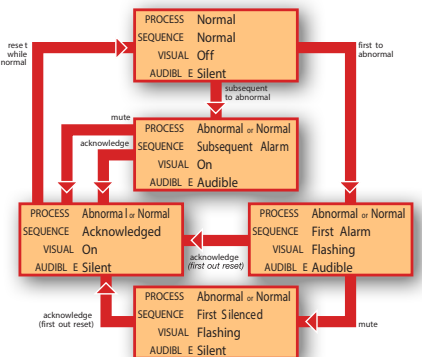 PROCESS Normal
SEQUENCE Normal
VISUAL Off
AUDIBL E Silent
reset
while
normal
first to
abnormal
subsequent
to abnormal
mute
acknowledge
PROCESS Abnormal or Normal
SEQUENCE Subsequent Alarm
VISUAL On
AUDIBL E Audible
PROCESS Abnormal or Normal
SEQUENCE Acknowledged
VISUAL On
AUDIBL E Silent
acknowledge
(first out reset)
PROCESS Abnormal or Normal
SEQUENCE First Alarm
VISUAL Flashing
AUDIBL E Audible
acknowledge
(first out reset)
PROCESS Abnormal or Normal
SEQUENCE First Silenced
VISUAL Flashing
AUDIBL E Silent
mute